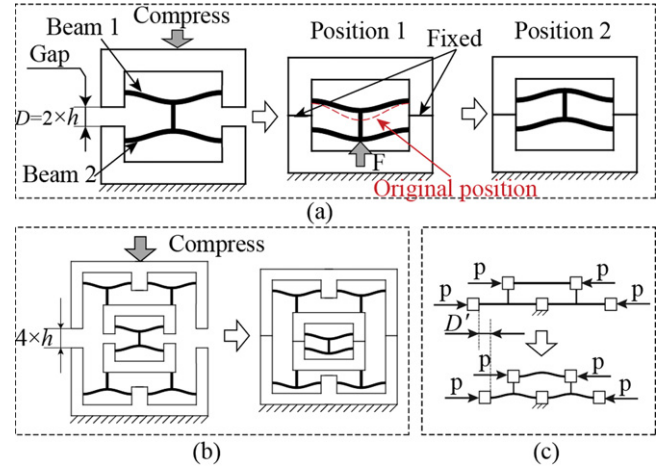 Compress
Beam 1
Gap
D=2×h
Beam 2
Position 1
Fixed
F
Original position
Position 2
(a)
Compress
4×h
(b)
p
p
p
p
D'
p
p
p
p
(c)